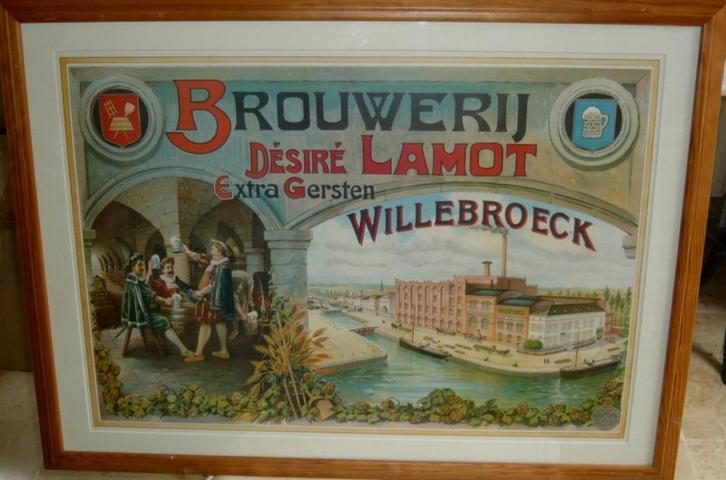 BROUWERIJ
DÉSIRÉ LAMOT
Extra Gersten
WILLEBROECK